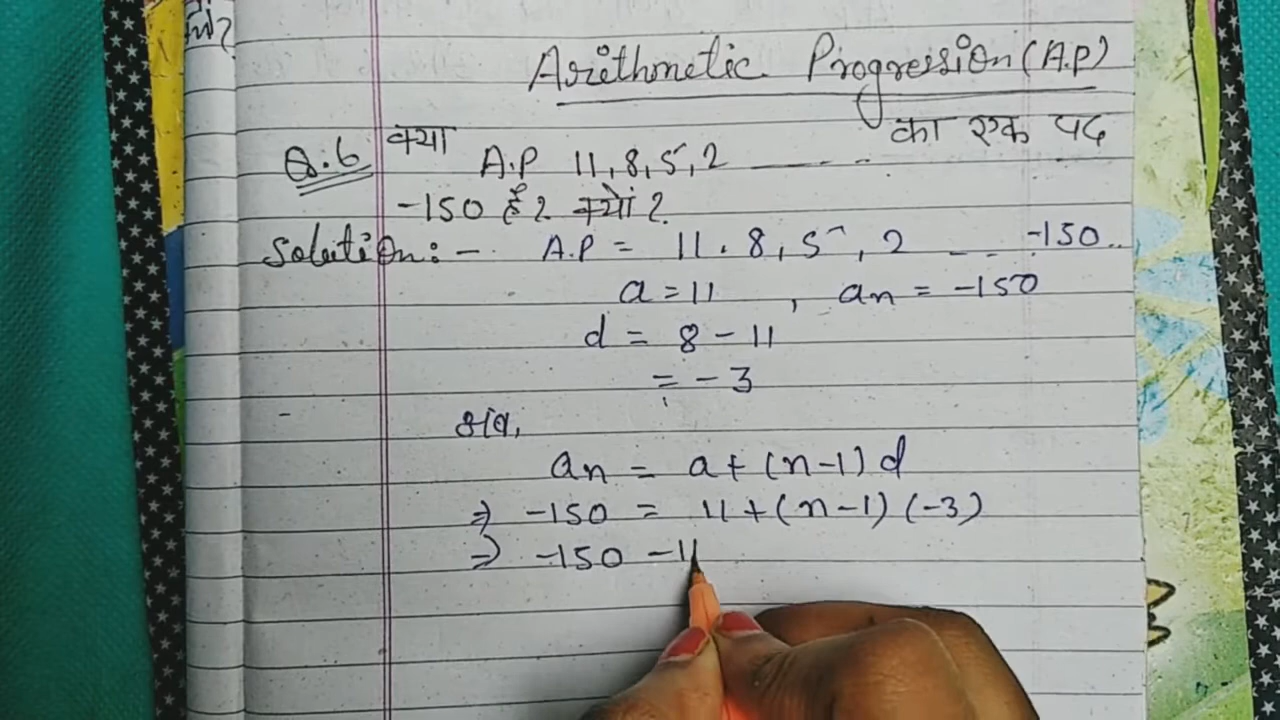 Arithmetic Progression (A.P)
Q.6 क्या A.P 11, 8, 5, 2 ---- का एक पद
-150 है? क्यों?
Solution:- A.P = 11, 8, 5, 2 --- -150..
a = 11 , an = -150
d = 8 - 11
= -3
अब,
an = a + (n-1) d
⇒ -150 = 11 + (n-1) (-3)
⇒ -150 - 11